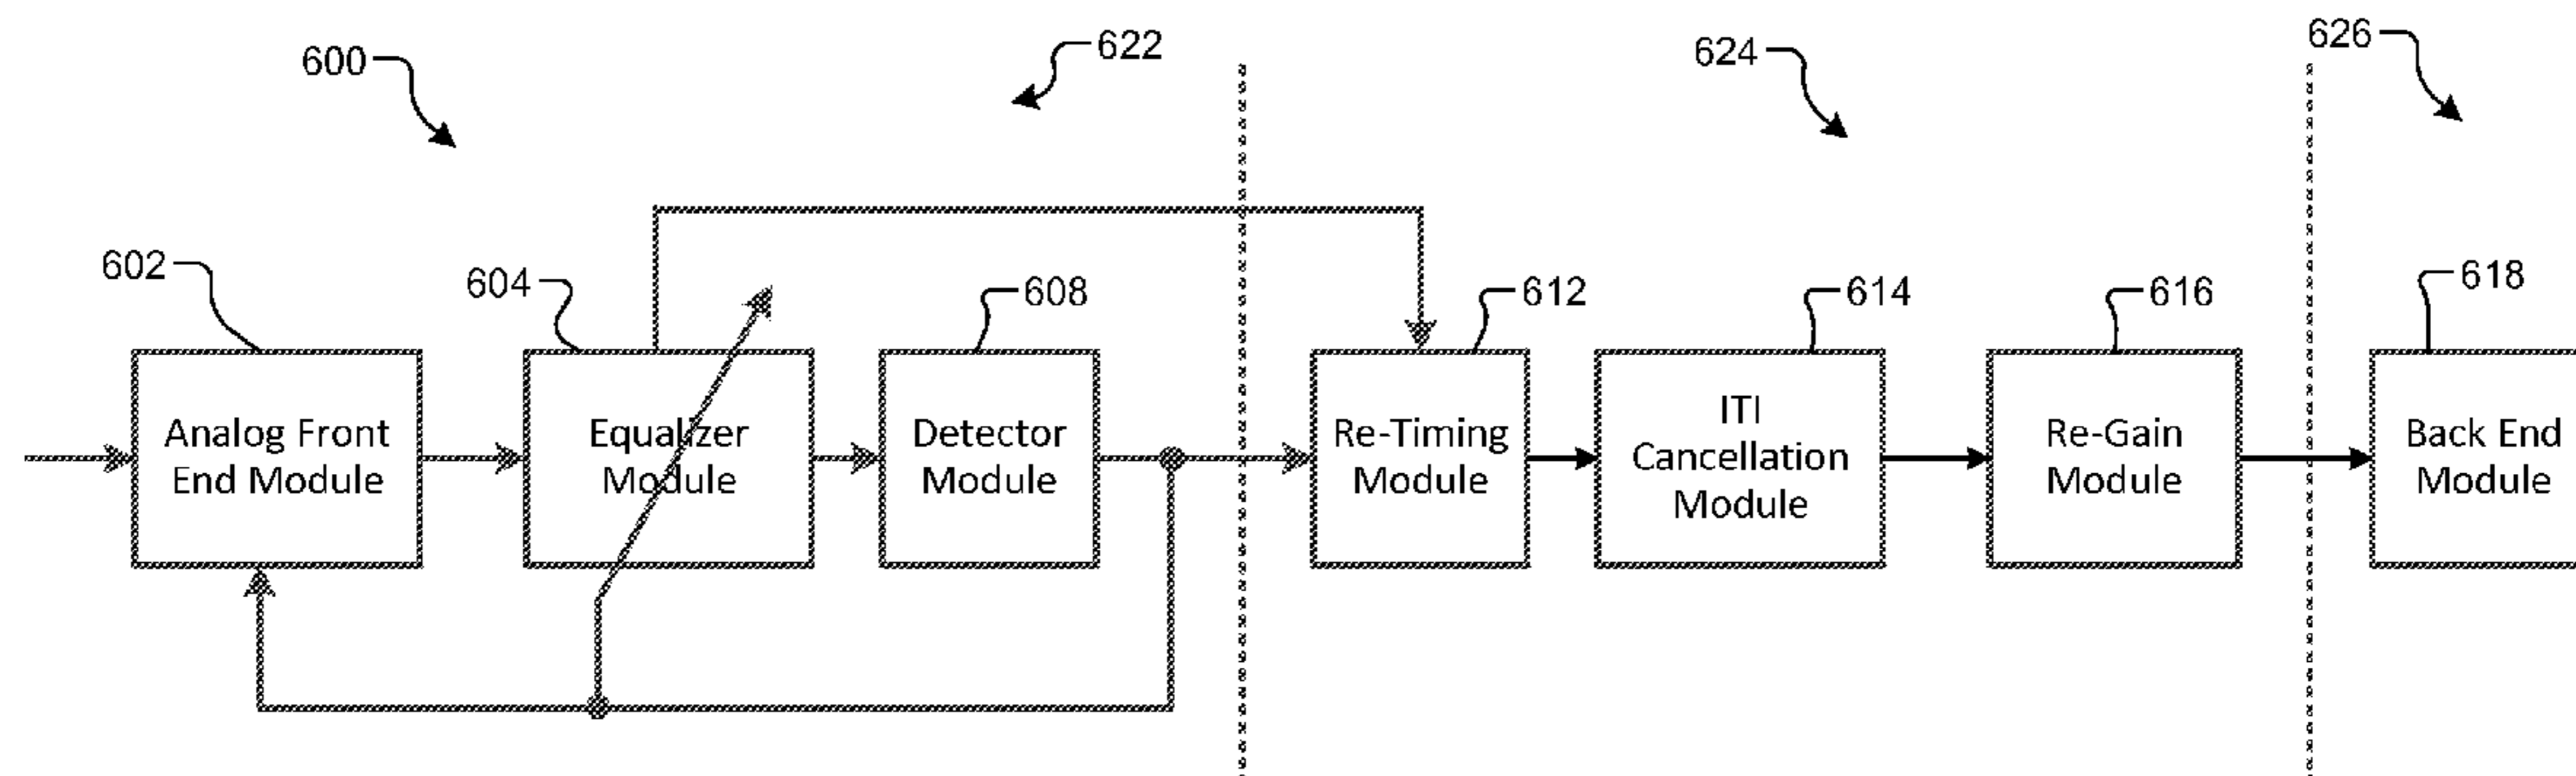 600
622
624
626
602
604
608
612
614
616
618
Analog Front
End Module
Equalizer
Module
Detector
Module
Re-Timing
Module
ITI
Cancellation
Module
Re-Gain
Module
Back End
Module